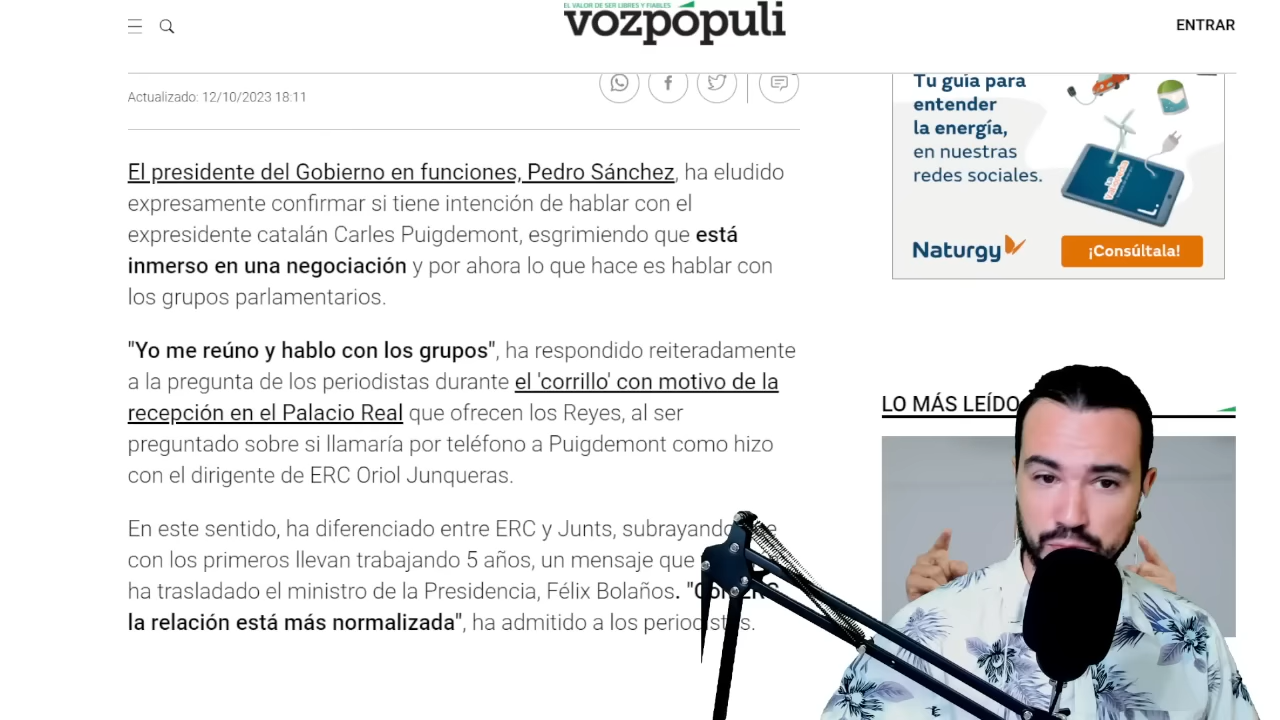 EL VALOR DE SER LIBRES Y FIABLES
vozpópuli
ENTRAR
Actualizado: 12/10/2023 18:11
El presidente del Gobierno en funciones, Pedro Sánchez, ha eludido
expresamente confirmar si tiene intención de hablar con el
expresidente catalán Carles Puigdemont, esgrimiendo que está
inmerso en una negociación y por ahora lo que hace es hablar con
los grupos parlamentarios.
"Yo me reúno y hablo con los grupos", ha respondido reiteradamente
a la pregunta de los periodistas durante el 'corrillo' con motivo de la
recepción en el Palacio Real que ofrecen los Reyes, al ser
preguntado sobre si llamaría por teléfono a Puigdemont como hizo
con el dirigente de ERC Oriol Junqueras.
En este sentido, ha diferenciado entre ERC y Junts, subrayando
con los primeros llevan trabajando 5 años, un mensaje que
ha trasladado el ministro de la Presidencia, Félix Bolaños. "Con ERC
la relación está más normalizada", ha admitido a los periodistas.
Tu guía para
entender
la energía,
en nuestras
redes sociales.
Naturgy
¡Consúltala!
LO MÁS LEÍDO